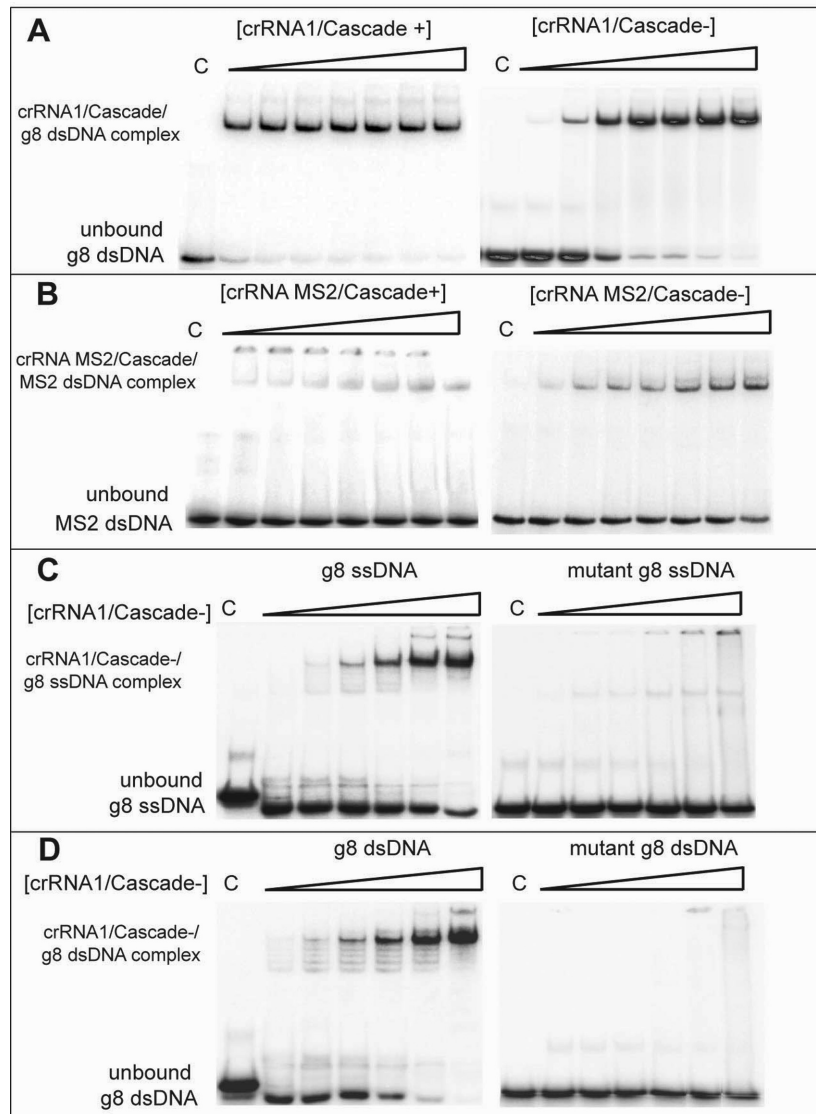 A
[crRNA1/Cascade +]
[crRNA1/Cascade-]
C
C
crRNA1/Cascade/
g8 dsDNA complex
unbound
g8 dsDNA
B
[crRNA MS2/Cascade+]
[crRNA MS2/Cascade-]
C
C
crRNA MS2/Cascade/
MS2 dsDNA complex
unbound
MS2 dsDNA
C
g8 ssDNA
mutant g8 ssDNA
[crRNA1/Cascade-]
C
C
crRNA1/Cascade-/
g8 ssDNA complex
unbound
g8 ssDNA
D
g8 dsDNA
mutant g8 dsDNA
[crRNA1/Cascade-]
C
C
crRNA1/Cascade-/
g8 dsDNA complex
unbound
g8 dsDNA